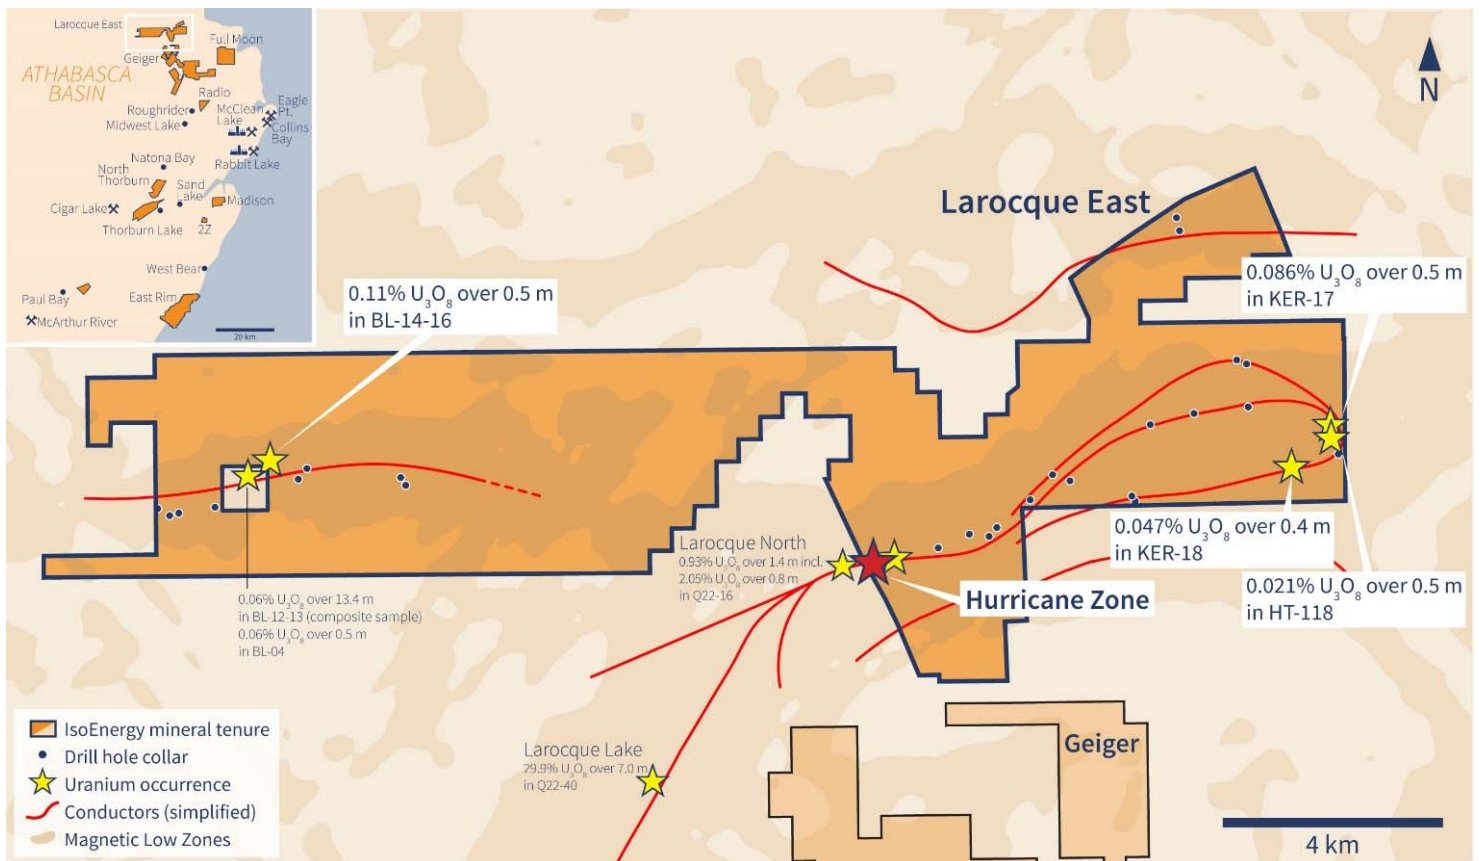 Larocque East
Full Moon
Geiger
ATHABASCA
BASIN
Radio
Roughrider
McClean
Lake
Eagle
Pt.
Midwest Lake
Collins
Bay
Natona Bay
Rabbit Lake
North
Thorburn
Sand
Lake
Cigar Lake
Madison
Thorburn Lake
2Z
West Bear
Paul Bay
East Rim
McArthur River
20 km
N
Larocque East
0.11% U3O8 over 0.5 m
in BL-14-16
0.086% U3O8 over 0.5 m
in KER-17
0.047% U3O8 over 0.4 m
in KER-18
0.021% U3O8 over 0.5 m
in HT-118
Larocque North
0.93% U3O8 over 1.4 m incl.
2.05% U3O8 over 0.8 m
in Q22-16
Hurricane Zone
0.06% U3O8 over 13.4 m
in BL-12-13 (composite sample)
0.06% U3O8 over 0.5 m
in BL-04
Larocque Lake
29.9% U3O8 over 7.0 m
in Q22-40
Geiger
IsoEnergy mineral tenure
Drill hole collar
Uranium occurrence
Conductors (simplified)
Magnetic Low Zones
4 km